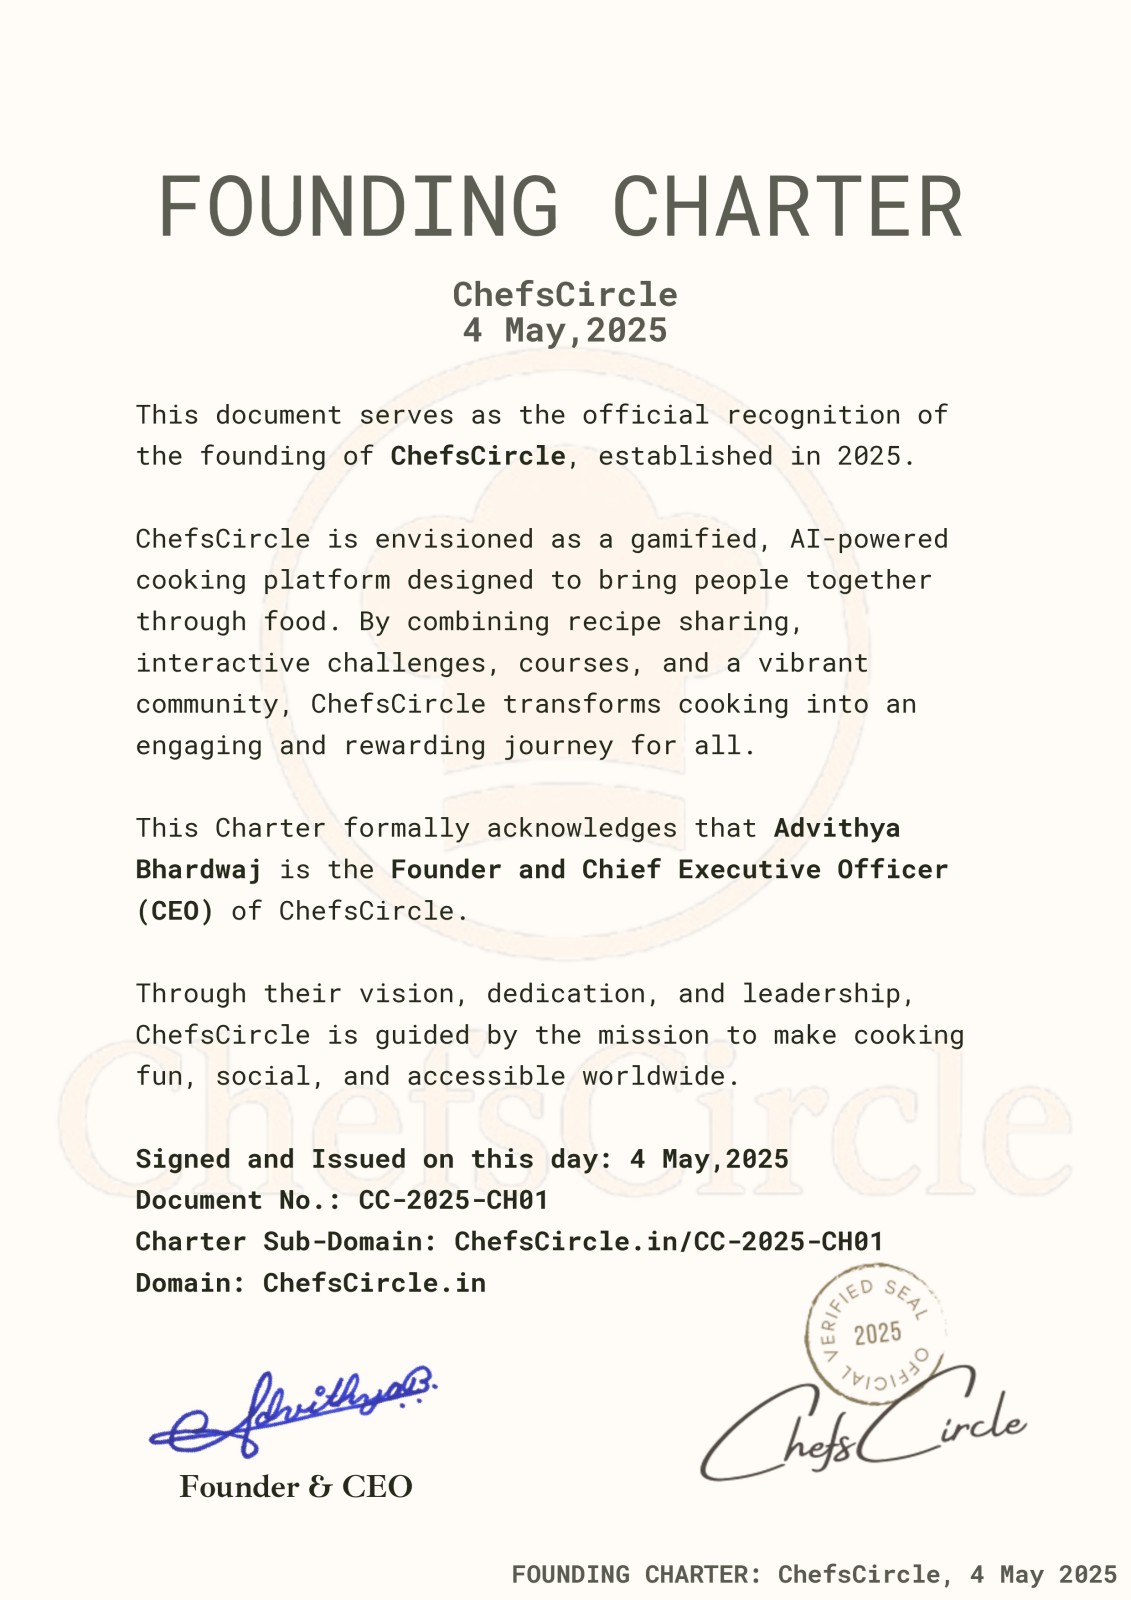 FOUNDING CHARTER
ChefsCircle
4 May,2025
This document serves as the official recognition of
the founding of ChefsCircle, established in 2025.
ChefsCircle is envisioned as a gamified, AI-powered
cooking platform designed to bring people together
through food. By combining recipe sharing,
interactive challenges, courses, and a vibrant
community, ChefsCircle transforms cooking into an
engaging and rewarding journey for all.
This Charter formally acknowledges that Advithya
Bhardwaj is the Founder and Chief Executive Officer
(CEO) of ChefsCircle.
Through their vision, dedication, and leadership,
ChefsCircle is guided by the mission to make cooking
fun, social, and accessible worldwide.
ChefsCircle
Signed and Issued on this day: 4 May,2025
Document No.: CC-2025-CH01
Charter Sub-Domain: ChefsCircle.in/CC-2025-CH01
Domain: ChefsCircle.in
VERIFIED SEAL
2025
OFFICIAL
AdvithyaB.
Founder & CEO
ChefsCircle
FOUNDING CHARTER: ChefsCircle, 4 May 2025